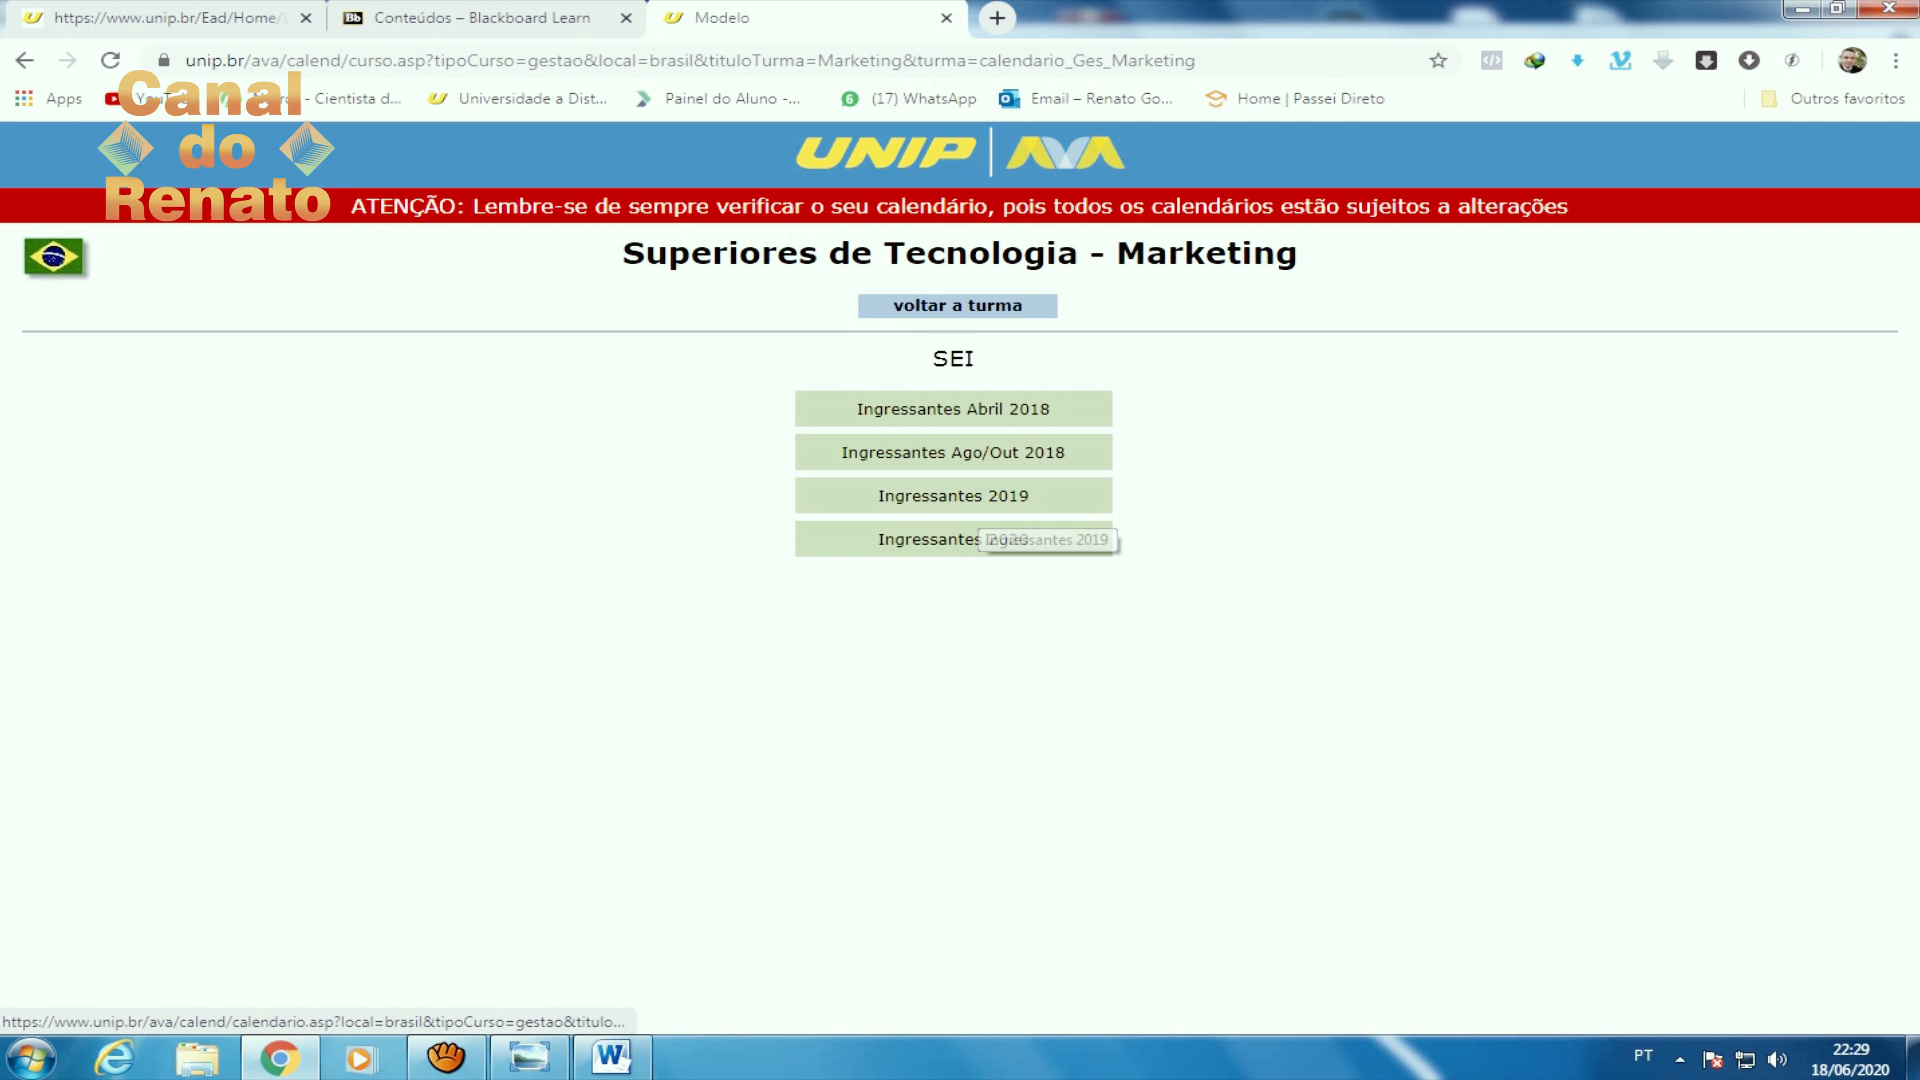 https://www.unip.br/Ead/Home/
Conteúdos – Blackboard Learn
Modelo
unip.br/ava/calend/curso.asp?tipoCurso=gestao&local=brasil&tituloTurma=Marketing&turma=calendario_Ges_Marketing
Apps
- Cientista d...
Universidade a Dist...
Painel do Aluno -...
(17) WhatsApp
Email – Renato Go...
Home | Passei Direto
Outros favoritos
Canal
do
Renato
UNIP AVA
ATENÇÃO: Lembre-se de sempre verificar o seu calendário, pois todos os calendários estão sujeitos a alterações
Superiores de Tecnologia - Marketing
voltar a turma
SEI
Ingressantes Abril 2018
Ingressantes Ago/Out 2018
Ingressantes 2019
Ingressantes 2020
Ingressantes 2019
https://www.unip.br/ava/calend/calendario.asp?local=brasil&tipoCurso=gestao&titulo...
PT
22:29
18/06/2020